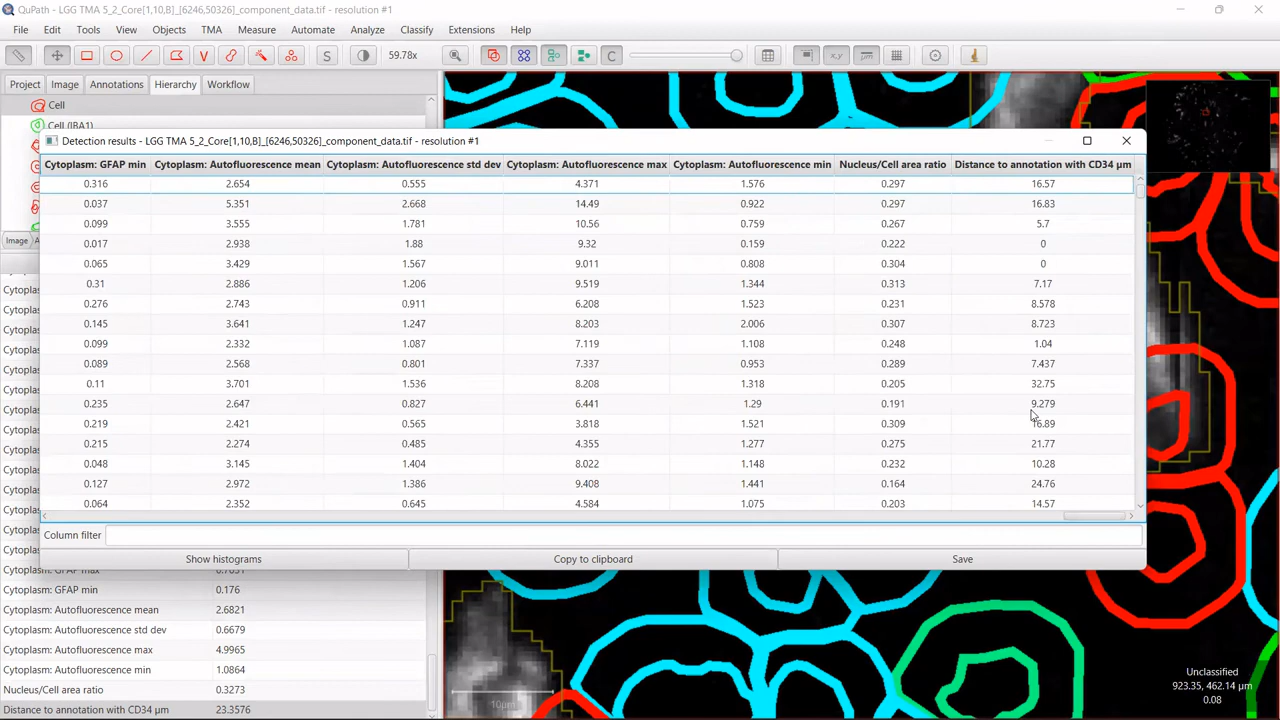 QuPath - LGG TMA 5_2_Core[1,10,B]_[6246,50326]_component_data.tif - resolution #1
File Edit Tools View Objects TMA Measure Automate Analyze Classify Extensions Help
S 59.78x C
Project Image Annotations Hierarchy Workflow
Cell
Cell (IBA1)
Detection results - LGG TMA 5_2_Core[1,10,B]_[6246,50326]_component_data.tif - resolution #1
Cytoplasm: GFAP min Cytoplasm: Autofluorescence mean Cytoplasm: Autofluorescence std dev Cytoplasm: Autofluorescence max Cytoplasm: Autofluorescence min Nucleus/Cell area ratio Distance to annotation with CD34 µm
0.316 2.654 0.555 4.371 1.576 0.297 16.57
0.037 5.351 2.668 14.49 0.922 0.297 16.83
0.099 3.555 1.781 10.56 0.759 0.267 5.7
0.017 2.938 1.88 9.32 0.159 0.222 0
0.065 3.429 1.567 9.011 0.808 0.304 0
0.31 2.886 1.206 9.519 1.344 0.313 7.17
0.276 2.743 0.911 6.208 1.523 0.231 8.578
0.145 3.641 1.247 8.203 2.006 0.307 8.723
0.099 2.332 1.087 7.119 1.108 0.248 1.04
0.089 2.568 0.801 7.337 0.953 0.289 7.437
0.11 3.701 1.536 8.208 1.318 0.205 32.75
0.235 2.647 0.827 6.441 1.29 0.191 9.279
0.219 2.421 0.565 3.818 1.521 0.309 16.89
0.215 2.274 0.485 4.355 1.277 0.275 21.77
0.048 3.145 1.404 8.022 1.148 0.232 10.28
0.127 2.972 1.386 9.408 1.441 0.164 24.76
0.064 2.352 0.645 4.584 1.075 0.203 14.57
Column filter
Show histograms Copy to clipboard Save
Image
Cytoplasm: GFAP min 0.176
Cytoplasm: Autofluorescence mean 2.6821
Cytoplasm: Autofluorescence std dev 0.6679
Cytoplasm: Autofluorescence max 4.9965
Cytoplasm: Autofluorescence min 1.0864
Nucleus/Cell area ratio 0.3273
Distance to annotation with CD34 µm 23.3576
10µm
Unclassified
923.35, 462.14 µm
0.08